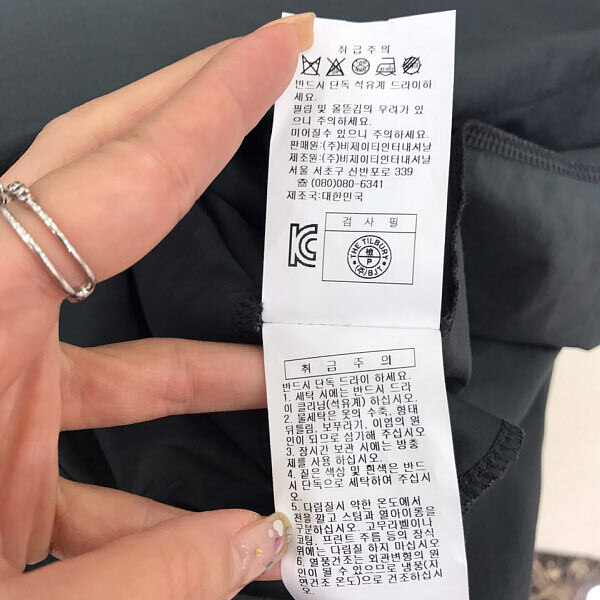 취급주의
반드시 단독 석유계 드라이하
세요.
필링 및 올뜯김의 우려가 있
으니 주의하세요.
미어질수 있으니 주의하세요.
판매원:(주)비제이티인터내셔날
제조원:(주)비제이티인터내셔날
서울 서초구 신반포로 339
☎(080)080-6341
제조국:대한민국
검사필
THE TILBURY
P
(주)BJT
취급주의
반드시 단독 드라이 하세요.
1. 세탁 시에는 반드시 드라
이 클리닝(석유계) 하십시오.
2. 물세탁은 옷의 수축, 형태
뒤틀림, 보푸라기, 이염의 원
인이 되므로 삼가해 주십시오
3. 장시간 보관 시에는 방충
제를 사용 하십시오.
4. 짙은 색상 및 흰색은 반드
시 단독으로 세탁하여 주십시
오.
5. 다림질시 약한 온도에서
천을 깔고 스팀과 열아이롱을
구분하십시오. 고무라벨이나
코팅, 프린트 주름 등의 장식
위에는 다림질 하지 마십시오
6. 열풍건조는 외관변형의 원
인이 될 수 있으므로 냉풍(자
연건조 온도)으로 건조하십시
오.